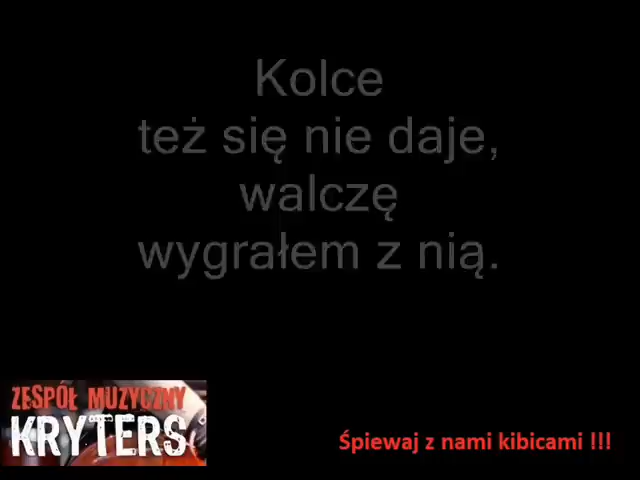 Kolce
też się nie daje,
walczę
wygrałem z nią.
ZESPÓŁ MUZYCZNY
KRYTERS
Śpiewaj z nami kibicami !!!